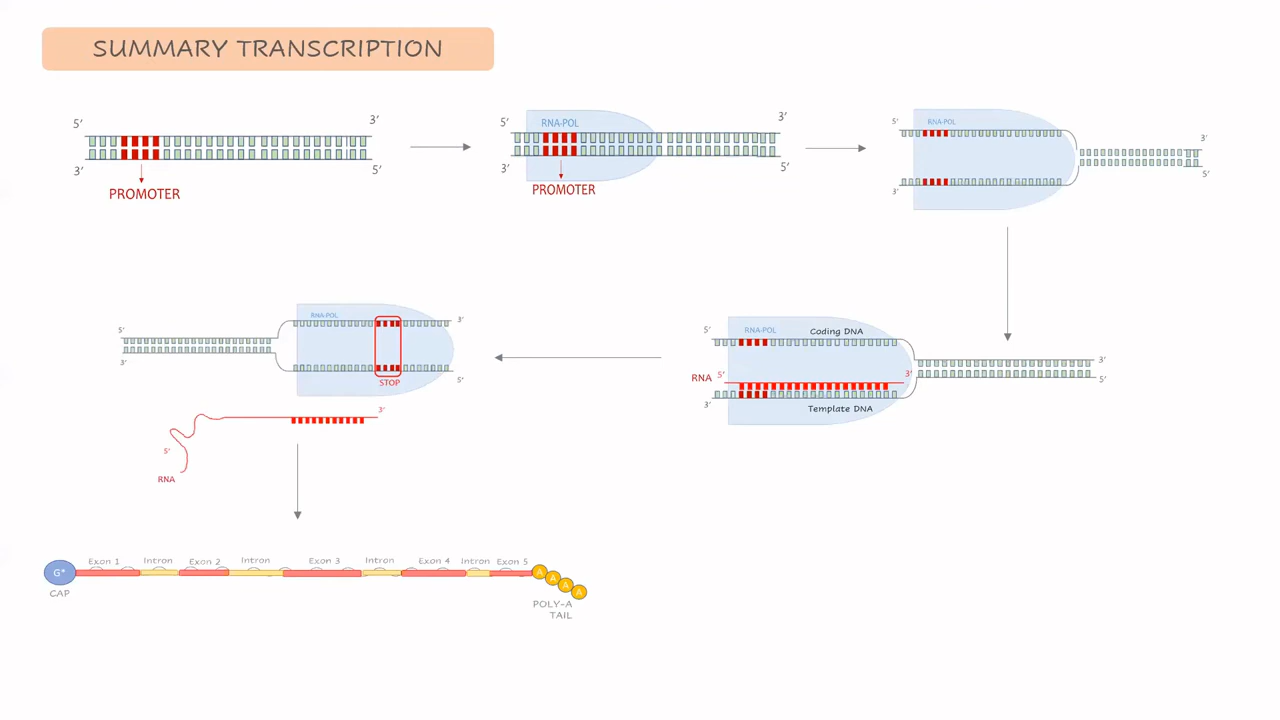 SUMMARY TRANSCRIPTION
5' 3'
3' 5'
PROMOTER
RNA-POL
5' 3'
3' 5'
PROMOTER
RNA-POL
5' 3'
3' 5'
RNA-POL Coding DNA
5' 3'
RNA 5' 3'
3' 5'
Template DNA
RNA-POL
5' 3'
3' 5'
STOP
3'
5'
RNA
Exon 1 Intron Exon 2 Intron Exon 3 Intron Exon 4 Intron Exon 5
G* A A A A
CAP
POLY-A
TAIL